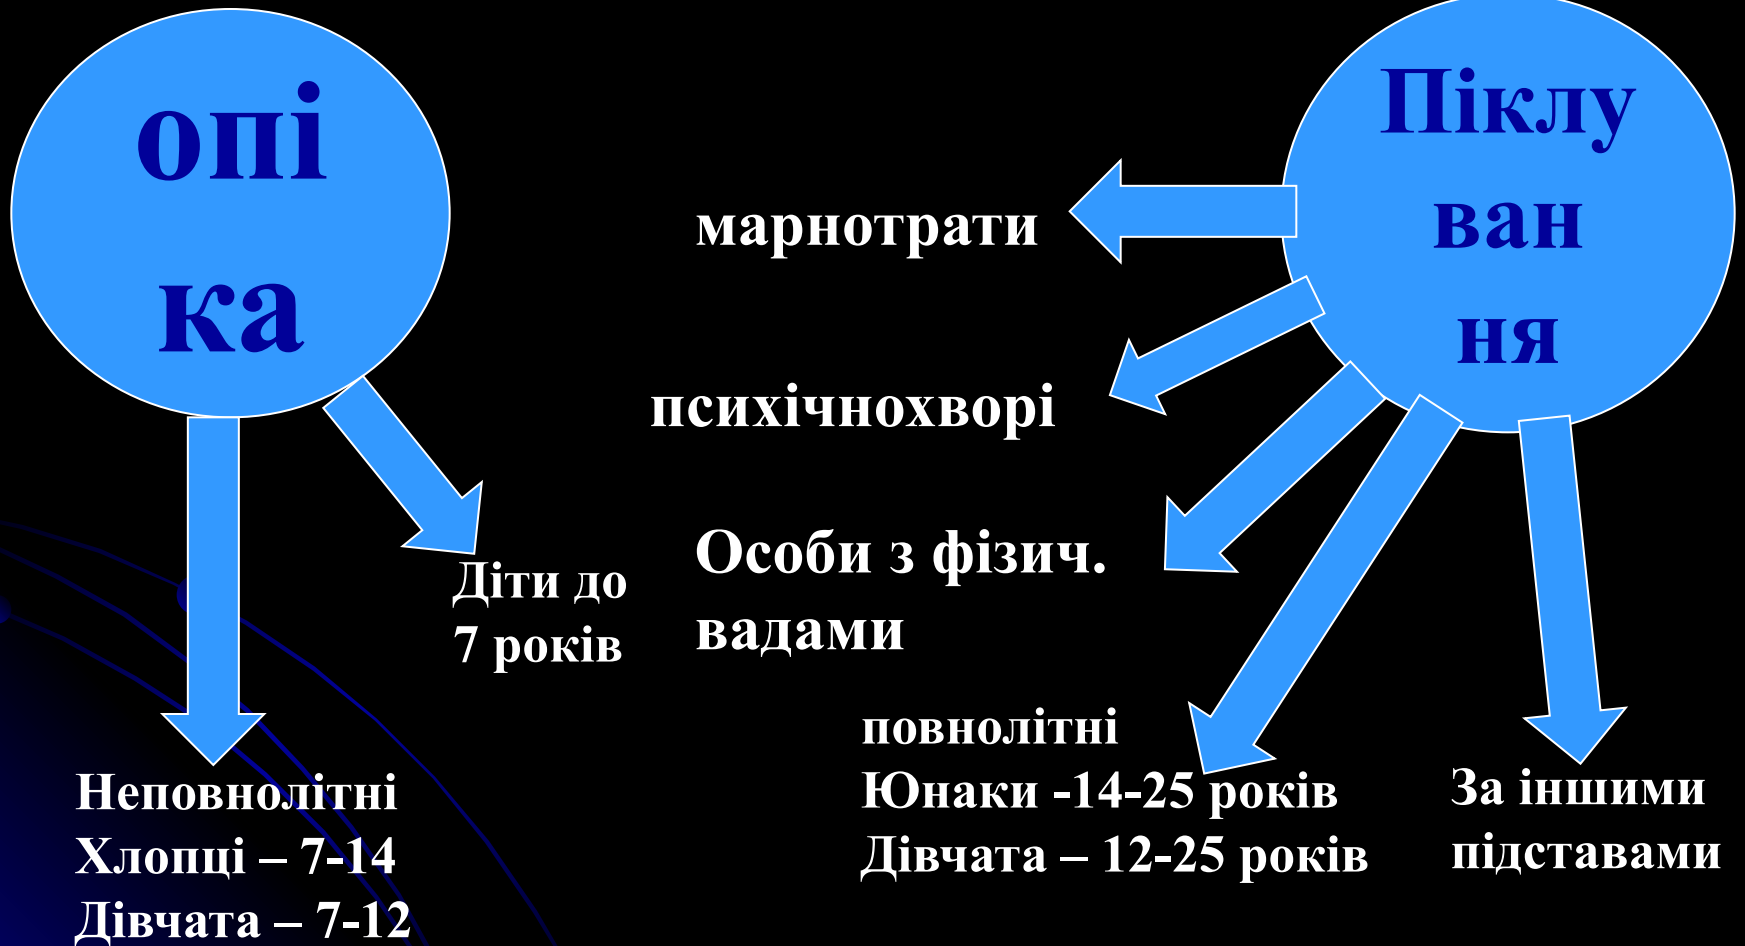 опі
ка
Діти до
7 років
Неповнолітні
Хлопці – 7-14
Дівчата – 7-12
Піклу
ван
ня
марнотрати
психічнохворі
Особи з фізич.
вадами
повнолітні
Юнаки -14-25 років
Дівчата – 12-25 років
За іншими
підставами